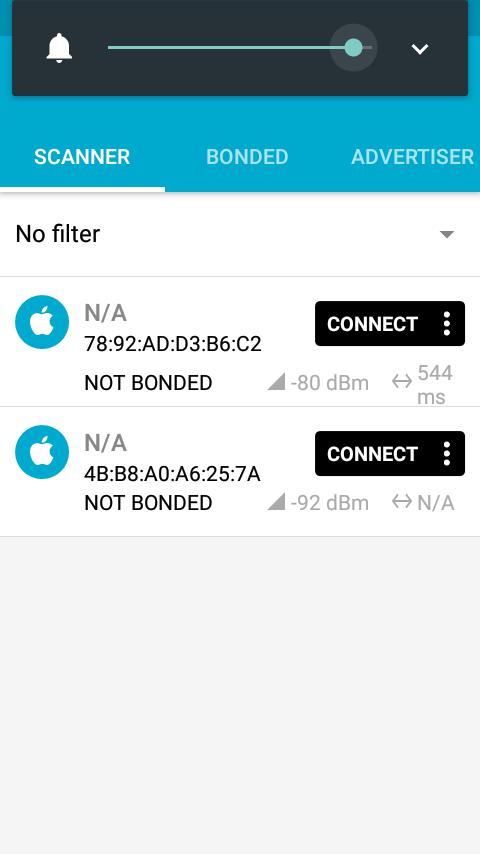 SCANNER BONDED ADVERTISER
No filter
N/A
CONNECT
78:92:AD:D3:B6:C2
NOT BONDED -80 dBm 544 ms
N/A
CONNECT
4B:B8:A0:A6:25:7A
NOT BONDED -92 dBm N/A